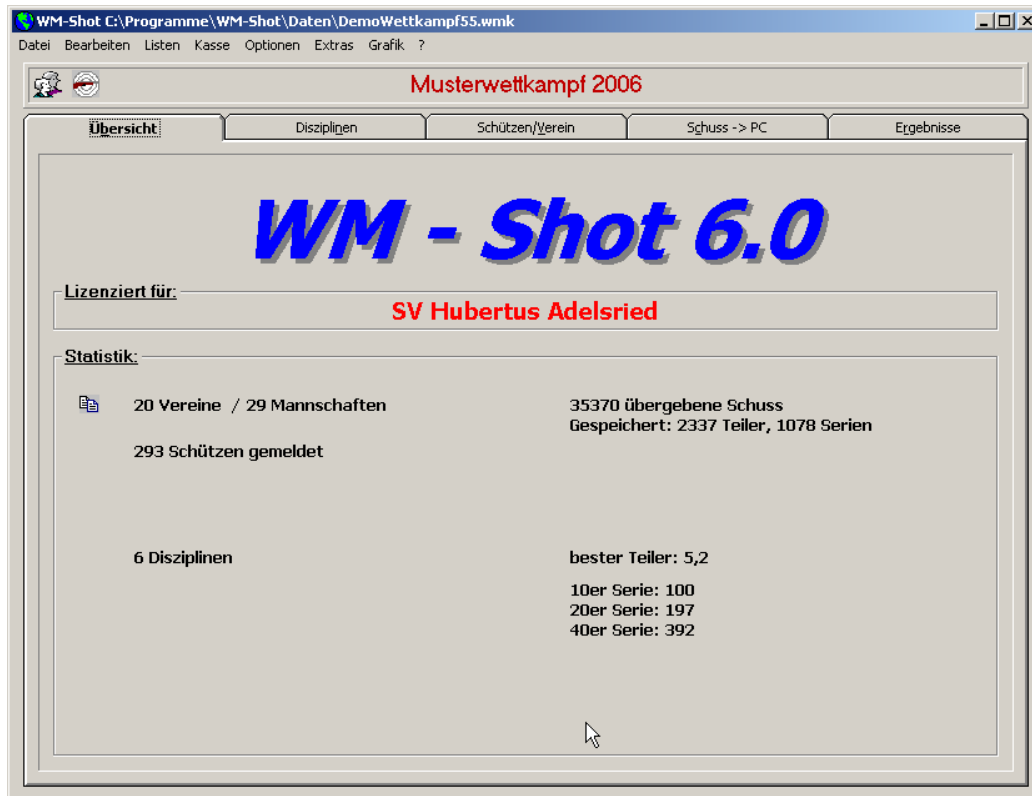 WM-Shot C:\Programme\WM-Shot\Daten\DemoWettkampf55.wmk
Datei Bearbeiten Listen Kasse Optionen Extras Grafik ?
Musterwettkampf 2006
Übersicht Disziplinen Schützen/Verein Schuss -> PC Ergebnisse
WM - Shot 6.0
Lizenziert für:
SV Hubertus Adelsried
Statistik:
20 Vereine / 29 Mannschaften 35370 übergebene Schuss
Gespeichert: 2337 Teiler, 1078 Serien
293 Schützen gemeldet
6 Disziplinen bester Teiler: 5,2
10er Serie: 100
20er Serie: 197
40er Serie: 392